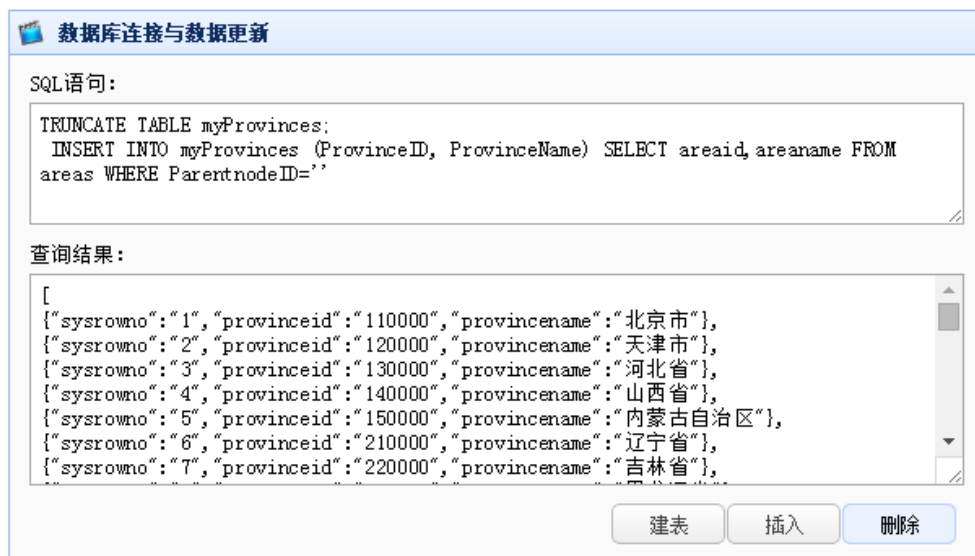 数据库连接与数据更新
SQL语句:
TRUNCATE TABLE myProvinces;
INSERT INTO myProvinces (ProvinceID, ProvinceName) SELECT areaid,areaname FROM
areas WHERE ParentnodeID=''
查询结果:
[
{"sysrowno":"1","provinceid":"110000","provincename":"北京市"},
{"sysrowno":"2","provinceid":"120000","provincename":"天津市"},
{"sysrowno":"3","provinceid":"130000","provincename":"河北省"},
{"sysrowno":"4","provinceid":"140000","provincename":"山西省"},
{"sysrowno":"5","provinceid":"150000","provincename":"内蒙古自治区"},
{"sysrowno":"6","provinceid":"210000","provincename":"辽宁省"},
{"sysrowno":"7","provinceid":"220000","provincename":"吉林省"},
建表 插入 删除